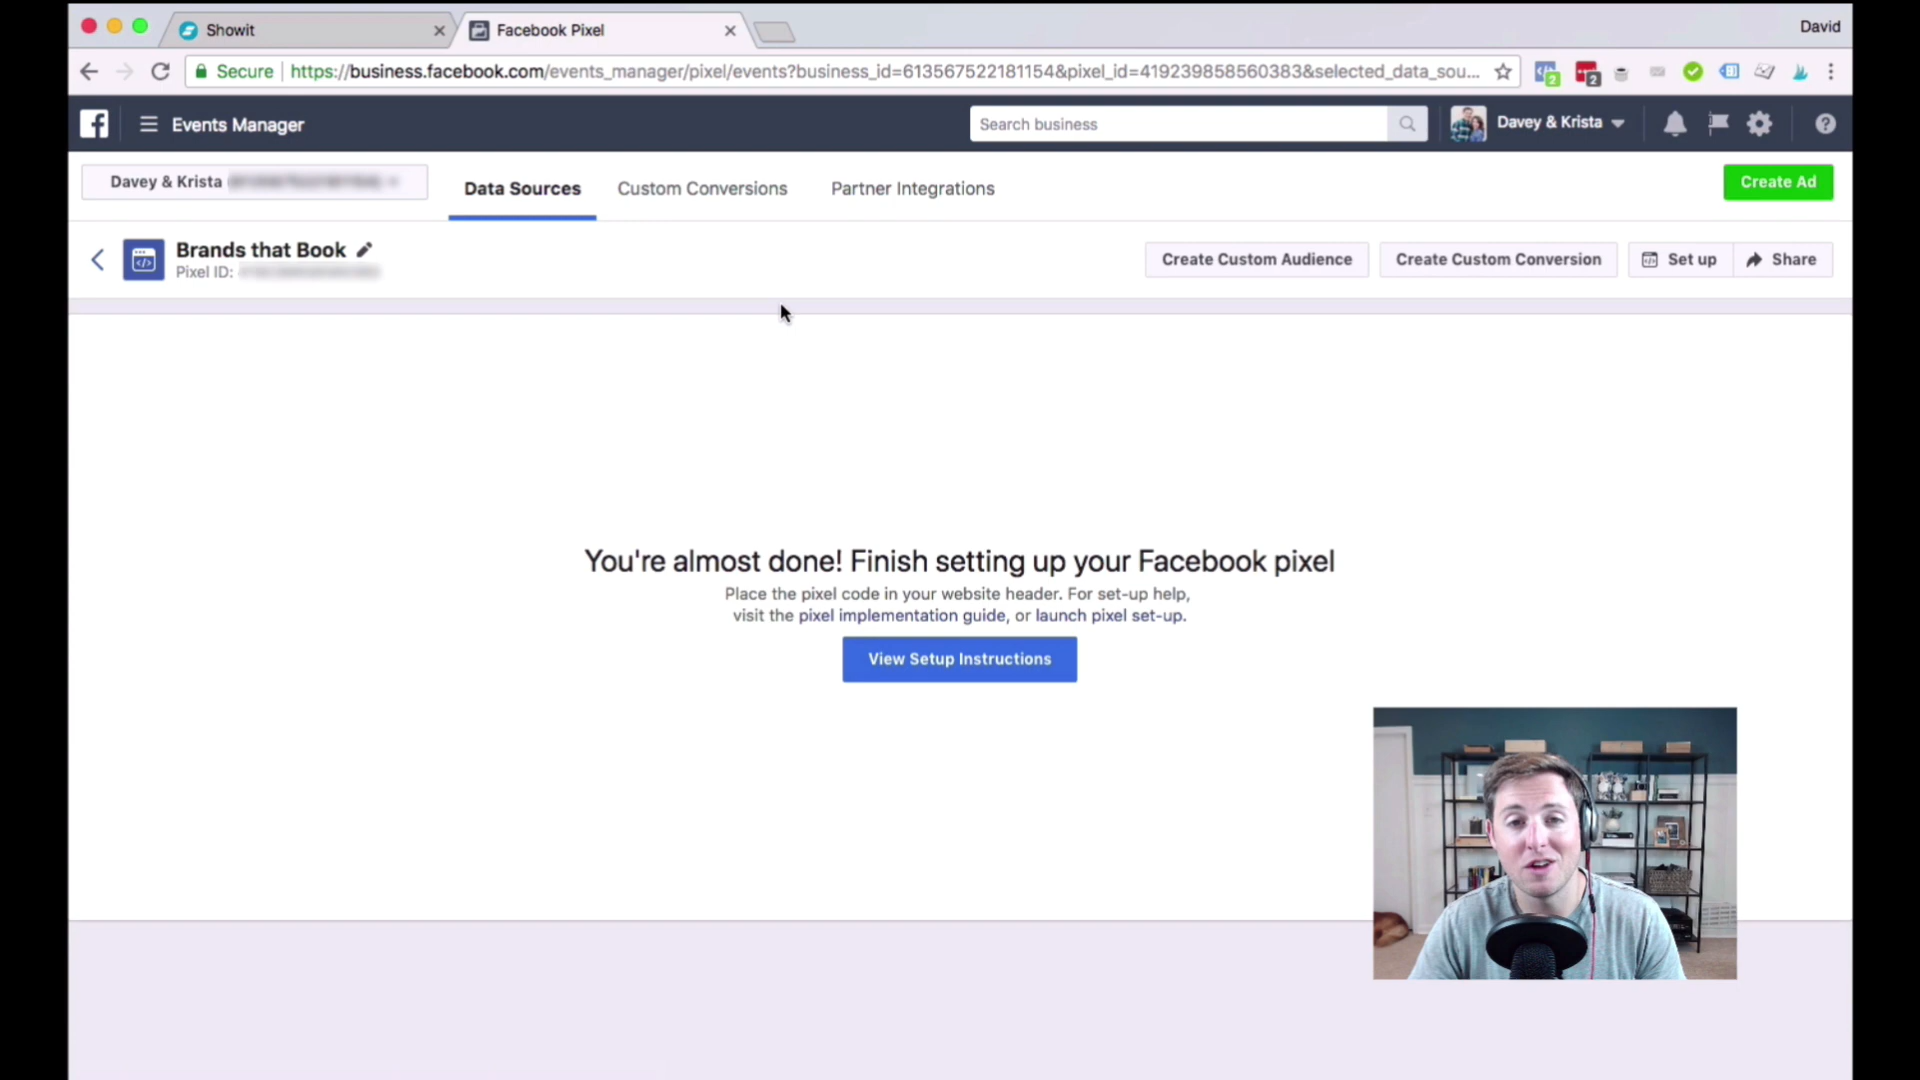 Showit
Facebook Pixel
David
Secure
https://business.facebook.com/events_manager/pixel/events?business_id=613567522181154&pixel_id=419239858560383&selected_data_sou...
2
2
Events Manager
Search business
Davey & Krista
Davey & Krista
Data Sources
Custom Conversions
Partner Integrations
Create Ad
Brands that Book
Pixel ID:
Create Custom Audience
Create Custom Conversion
Set up
Share
You're almost done! Finish setting up your Facebook pixel
Place the pixel code in your website header. For set-up help,
visit the pixel implementation guide, or launch pixel set-up.
View Setup Instructions